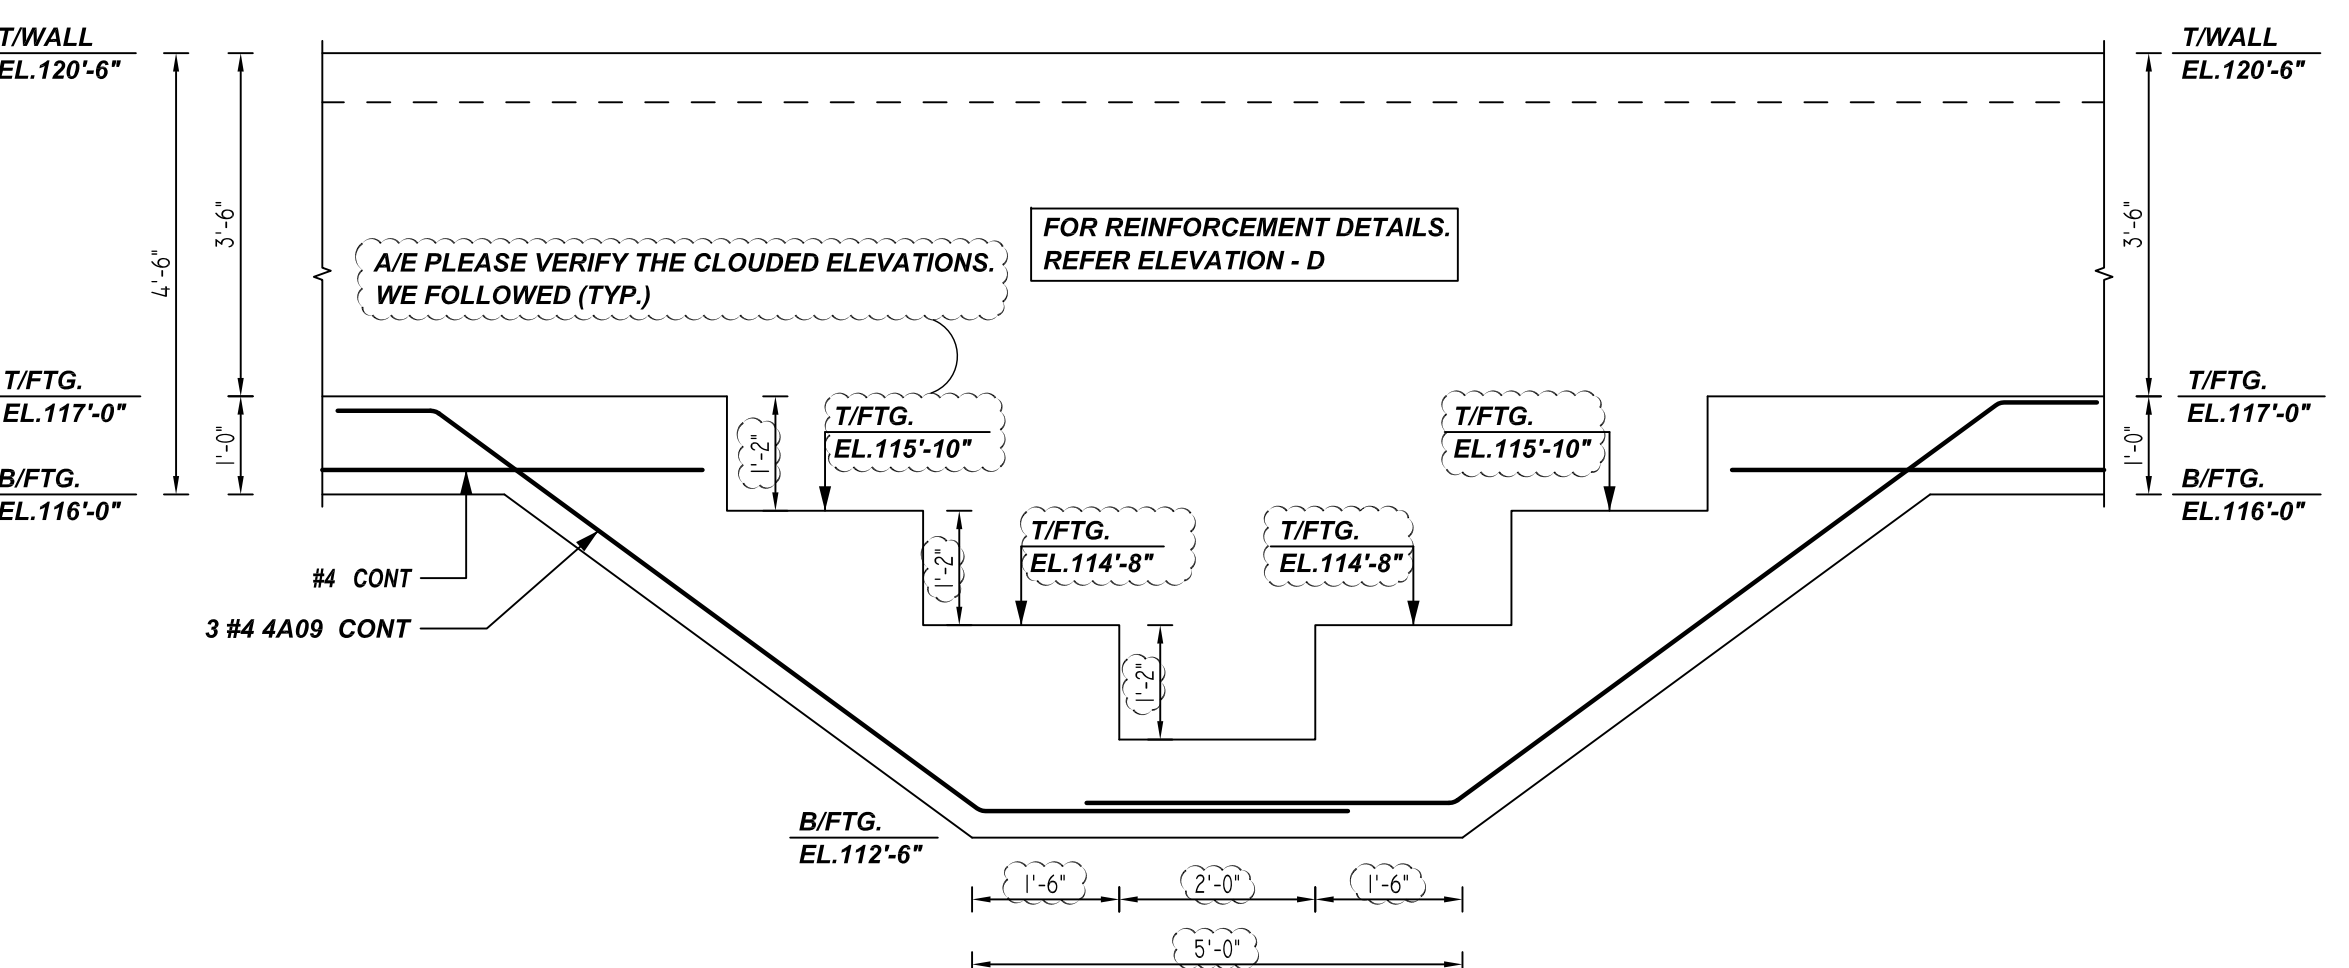 T/WALL
EL.120'-6"
T/WALL
EL.120'-6"
4'-6"
3'-6"
3'-6"
FOR REINFORCEMENT DETAILS.
REFER ELEVATION - D
A/E PLEASE VERIFY THE CLOUDED ELEVATIONS.
WE FOLLOWED (TYP.)
T/FTG.
EL.117'-0"
T/FTG.
EL.117'-0"
1'-0"
1'-0"
1'-2"
T/FTG.
EL.115'-10"
T/FTG.
EL.115'-10"
B/FTG.
EL.116'-0"
B/FTG.
EL.116'-0"
1'-2"
T/FTG.
EL.114'-8"
T/FTG.
EL.114'-8"
#4 CONT
3 #4 4A09 CONT
1'-2"
B/FTG.
EL.112'-6"
1'-6"
2'-0"
1'-6"
5'-0"